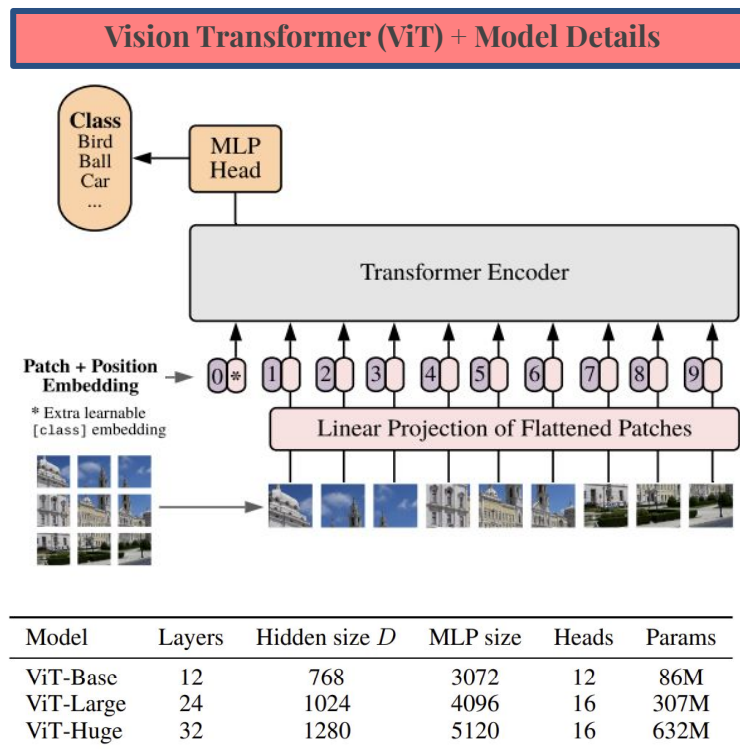 Vision Transformer (ViT) + Model Details
Class
Bird
Ball
Car
...
MLP
Head
Transformer Encoder
Patch + Position
Embedding
0 * 1 2 3 4 5 6 7 8 9
* Extra learnable
[class] embedding
Linear Projection of Flattened Patches
Model Layers Hidden size D MLP size Heads Params
ViT-Base 12 768 3072 12 86M
ViT-Large 24 1024 4096 16 307M
ViT-Huge 32 1280 5120 16 632M